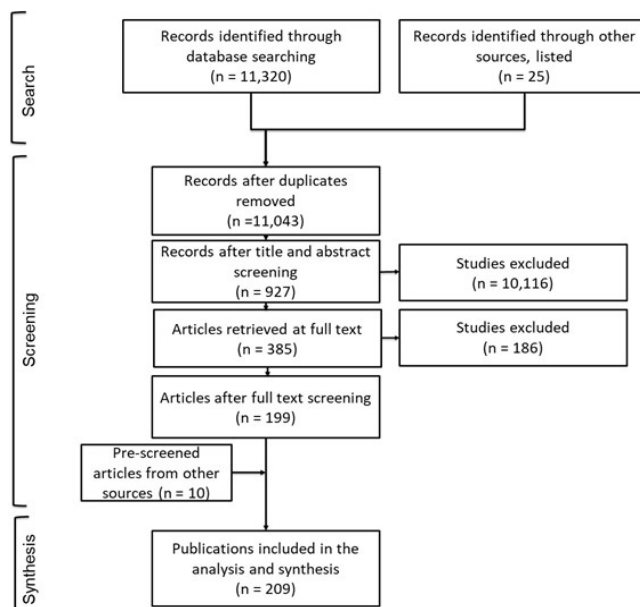 Search
Records identified through
database searching
(n = 11,320)
Records identified through other
sources, listed
(n = 25)
Screening
Records after duplicates
removed
(n =11,043)
Records after title and abstract
screening
(n = 927)
Studies excluded
(n = 10,116)
Articles retrieved at full text
(n = 385)
Studies excluded
(n = 186)
Articles after full text screening
(n = 199)
Pre-screened
articles from other
sources (n = 10)
Synthesis
Publications included in the
analysis and synthesis
(n = 209)